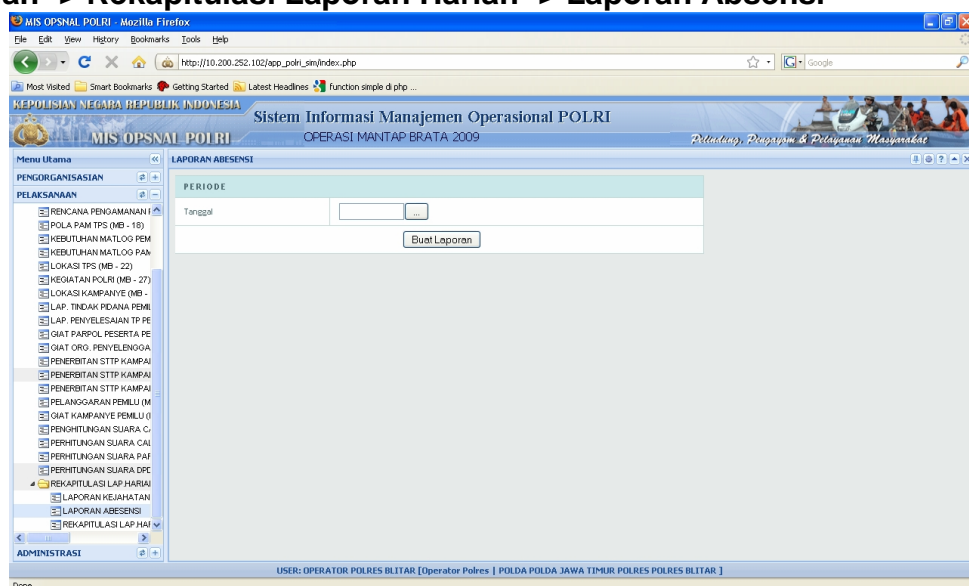 an -> Rekapitulasi Laporan Harian -> Laporan Absensi
MIS OPSNAL POLRI - Mozilla Firefox
File Edit View History Bookmarks Tools Help
http://10.200.252.102/app_polri_sim/index.php
Google
Most Visited Smart Bookmarks Getting Started Latest Headlines function simple di php ...
KEPOLISIAN NEGARA REPUBLIK INDONESIA
MIS OPSNAL POLRI
Sistem Informasi Manajemen Operasional POLRI
OPERASI MANTAP BRATA 2009
Pelindung, Pengayom & Pelayanan Masyarakat
Menu Utama
LAPORAN ABESENSI
PENGORGANISASIAN
PELAKSANAAN
PERIODE
Tanggal
...
Buat Laporan
RENCANA PENGAMANAN
POLA PAM TPS (MB - 18)
KEBUTUHAN MATLOG PEM
KEBUTUHAN MATLOG PAM
LOKASI TPS (MB - 22)
KEGIATAN POLRI (MB - 27)
LOKASI KAMPANYE (MB -
LAP. TINDAK PIDANA PEMIL
LAP. PENYELESAIAN TP PE
GIAT PARPOL PESERTA PE
GIAT ORG. PENYELENGGA
PENERBITAN STTP KAMPAI
PENERBITAN STTP KAMPAI
PENERBITAN STTP KAMPAI
PELANGGARAN PEMILU (M
GIAT KAMPANYE PEMILU (I
PENGHITUNGAN SUARA C
PERHITUNGAN SUARA CAL
PERHITUNGAN SUARA PAR
PERHITUNGAN SUARA DPD
REKAPITULASI LAP.HARIAI
LAPORAN KEJAHATAN
LAPORAN ABESENSI
REKAPITULASI LAP.HAR
ADMINISTRASI
USER: OPERATOR POLRES BLITAR [Operator Polres | POLDA POLDA JAWA TIMUR POLRES POLRES BLITAR ]
Done